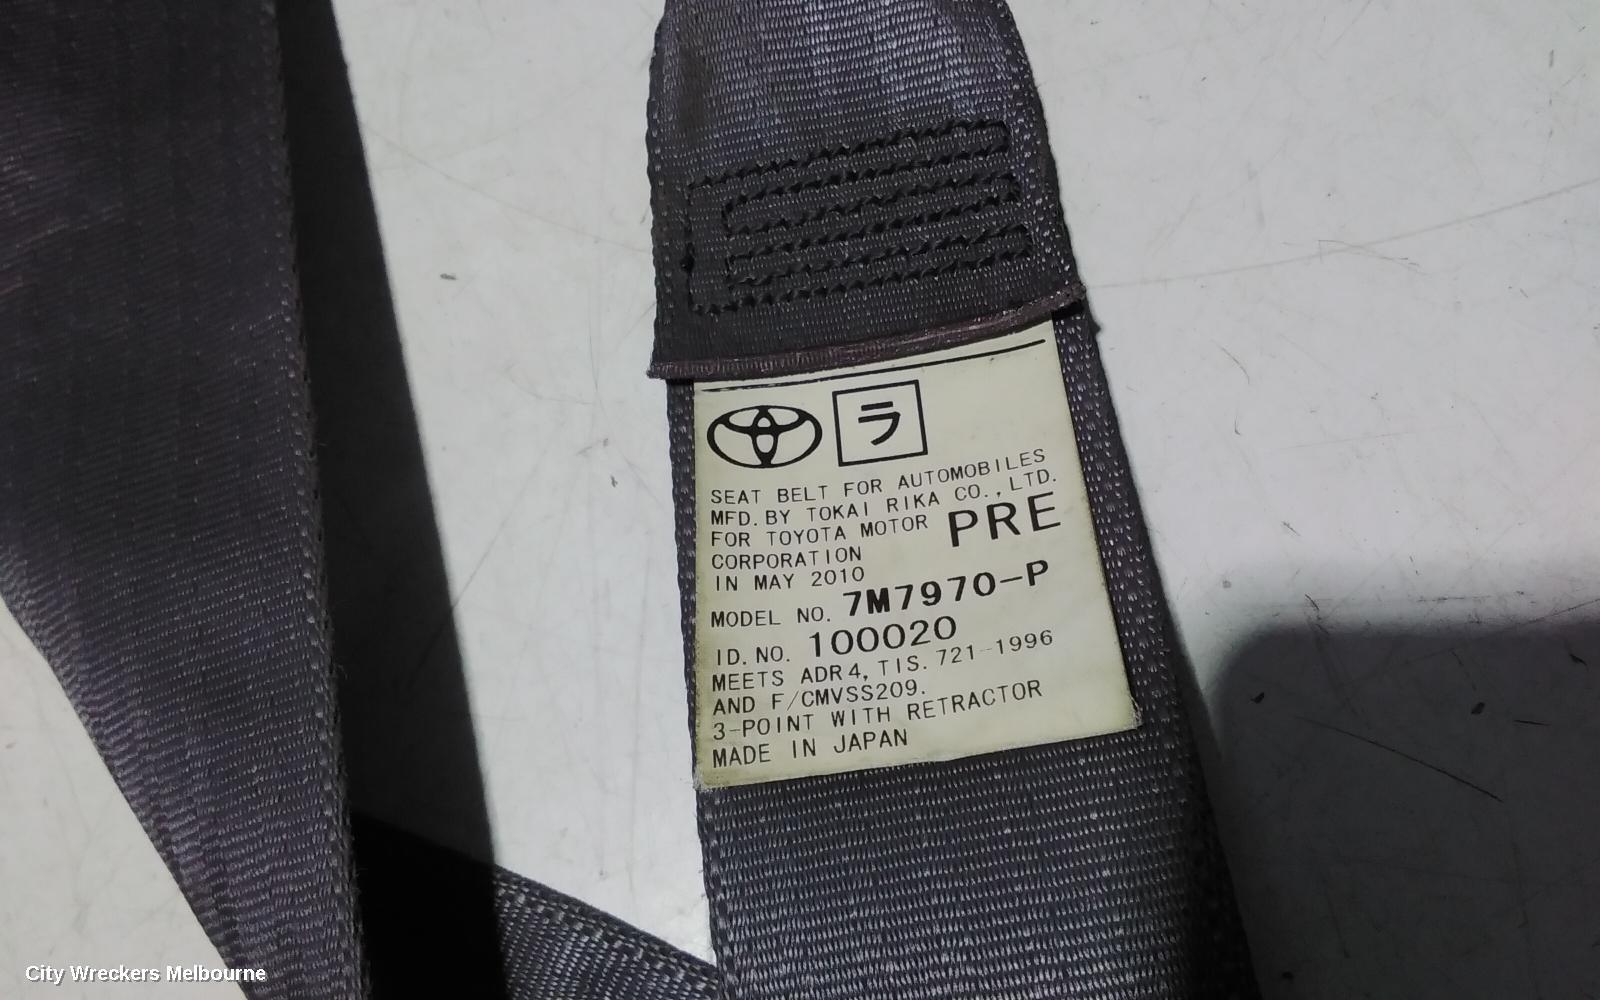 ラ
SEAT BELT FOR AUTOMOBILES
MFD. BY TOKAI RIKA CO., LTD.
FOR TOYOTA MOTOR PRE
CORPORATION
IN MAY 2010
MODEL NO. 7M7970-P
ID. NO. 100020
MEETS ADR4, TIS. 721-1996
AND F/CMVSS209.
3-POINT WITH RETRACTOR
MADE IN JAPAN
City Wreckers Melbourne